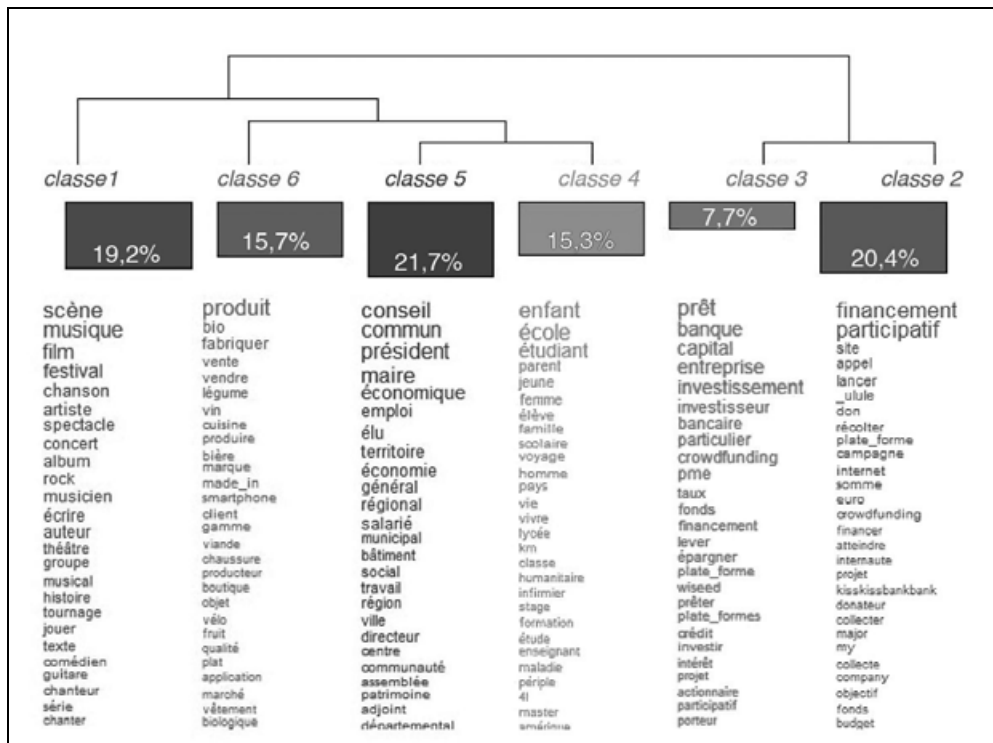 classe1
classe 6
classe 5
classe 4
classe 3
classe 2
19,2%
15,7%
21,7%
15,3%
7,7%
20,4%
scène
musique
film
festival
chanson
artiste
spectacle
concert
album
rock
musicien
écrire
auteur
théâtre
groupe
musical
histoire
tournage
jouer
texte
comédien
guitare
chanteur
série
chanter
produit
bio
fabriquer
vente
vendre
légume
vin
cuisine
produire
bière
marque
made_in
smartphone
client
gamme
viande
chaussure
producteur
boutique
objet
vélo
fruit
qualité
plat
application
marché
vêtement
biologique
conseil
commun
président
maire
économique
emploi
élu
territoire
économie
général
régional
salarié
municipal
bâtiment
social
travail
région
ville
directeur
centre
communauté
assemblée
patrimoine
adjoint
départemental
enfant
école
étudiant
parent
jeune
femme
élève
famille
scolaire
voyage
homme
pays
vie
vivre
lycée
km
classe
humanitaire
infirmier
stage
formation
étude
enseignant
maladie
périple
4l
master
amérique
prêt
banque
capital
entreprise
investissement
investisseur
bancaire
particulier
crowdfunding
pme
taux
fonds
financement
lever
épargner
plate_forme
wiseed
prêter
plate_formes
crédit
investir
intérêt
projet
actionnaire
participatif
porteur
financement
participatif
site
appel
lancer
_ulule
don
récolter
plate_forme
campagne
internet
somme
euro
crowdfunding
financer
atteindre
internaute
projet
kisskissbankbank
donateur
collecter
major
my
collecte
company
objectif
fonds
budget